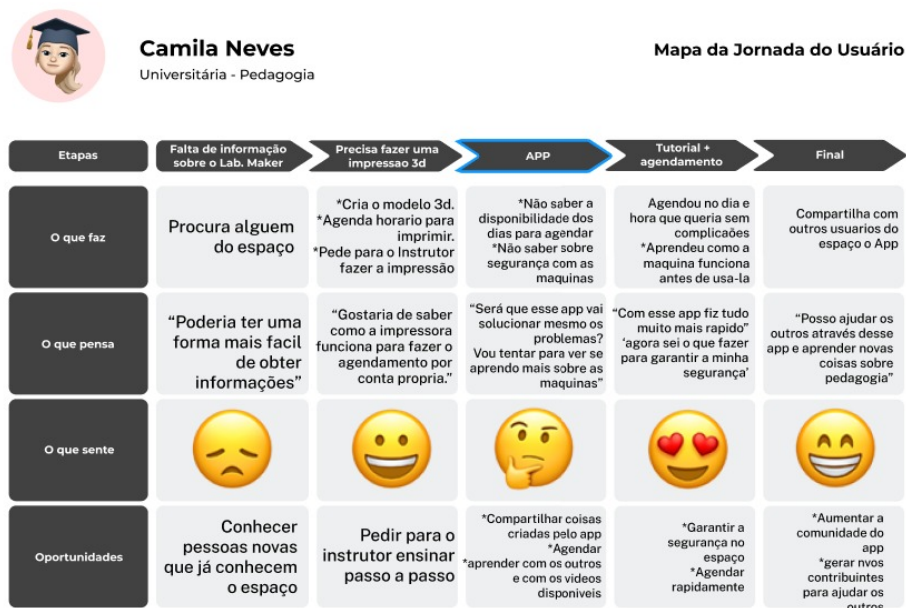 Camila Neves
Universitária - Pedagogia
Mapa da Jornada do Usuário
Etapas
Falta de informação
sobre o Lab. Maker
Precisa fazer uma
impressao 3d
APP
Tutorial +
agendamento
Final
O que faz
Procura alguem
do espaço
*Cria o modelo 3d.
*Agenda horario para
imprimir.
*Pede para o Instrutor
fazer a impressão
*Não saber a
disponibilidade dos
dias para agendar
*Não saber sobre
segurança com as
maquinas
Agendou no dia e
hora que queria sem
complicaões
*Aprendeu como a
maquina funciona
antes de usa-la
Compartilha com
outros usuarios do
espaço o App
O que pensa
“Poderia ter uma
forma mais facil
de obter
informações”
“Gostaria de saber
como a impressora
funciona para fazer o
agendamento por
conta propria.”
“Será que esse app vai
solucionar mesmo os
problemas?
Vou tentar para ver se
aprendo mais sobre as
maquinas”
“Com esse app fiz tudo
muito mais rapido”
‘agora sei o que fazer
para garantir a minha
segurança’
“Posso ajudar os
outros através desse
app e aprender novas
coisas sobre
pedagogia”
O que sente
Oportunidades
Conhecer
pessoas novas
que já conhecem
o espaço
Pedir para o
instrutor ensinar
passo a passo
*Compartilhar coisas
criadas pelo app
*Agendar
*aprender com os outros
e com os videos
disponiveis
*Garantir a
segurança no
espaço
*Agendar
rapidamente
*Aumentar a
comunidade do
app
*gerar nvos
contribuintes
para ajudar os
outros